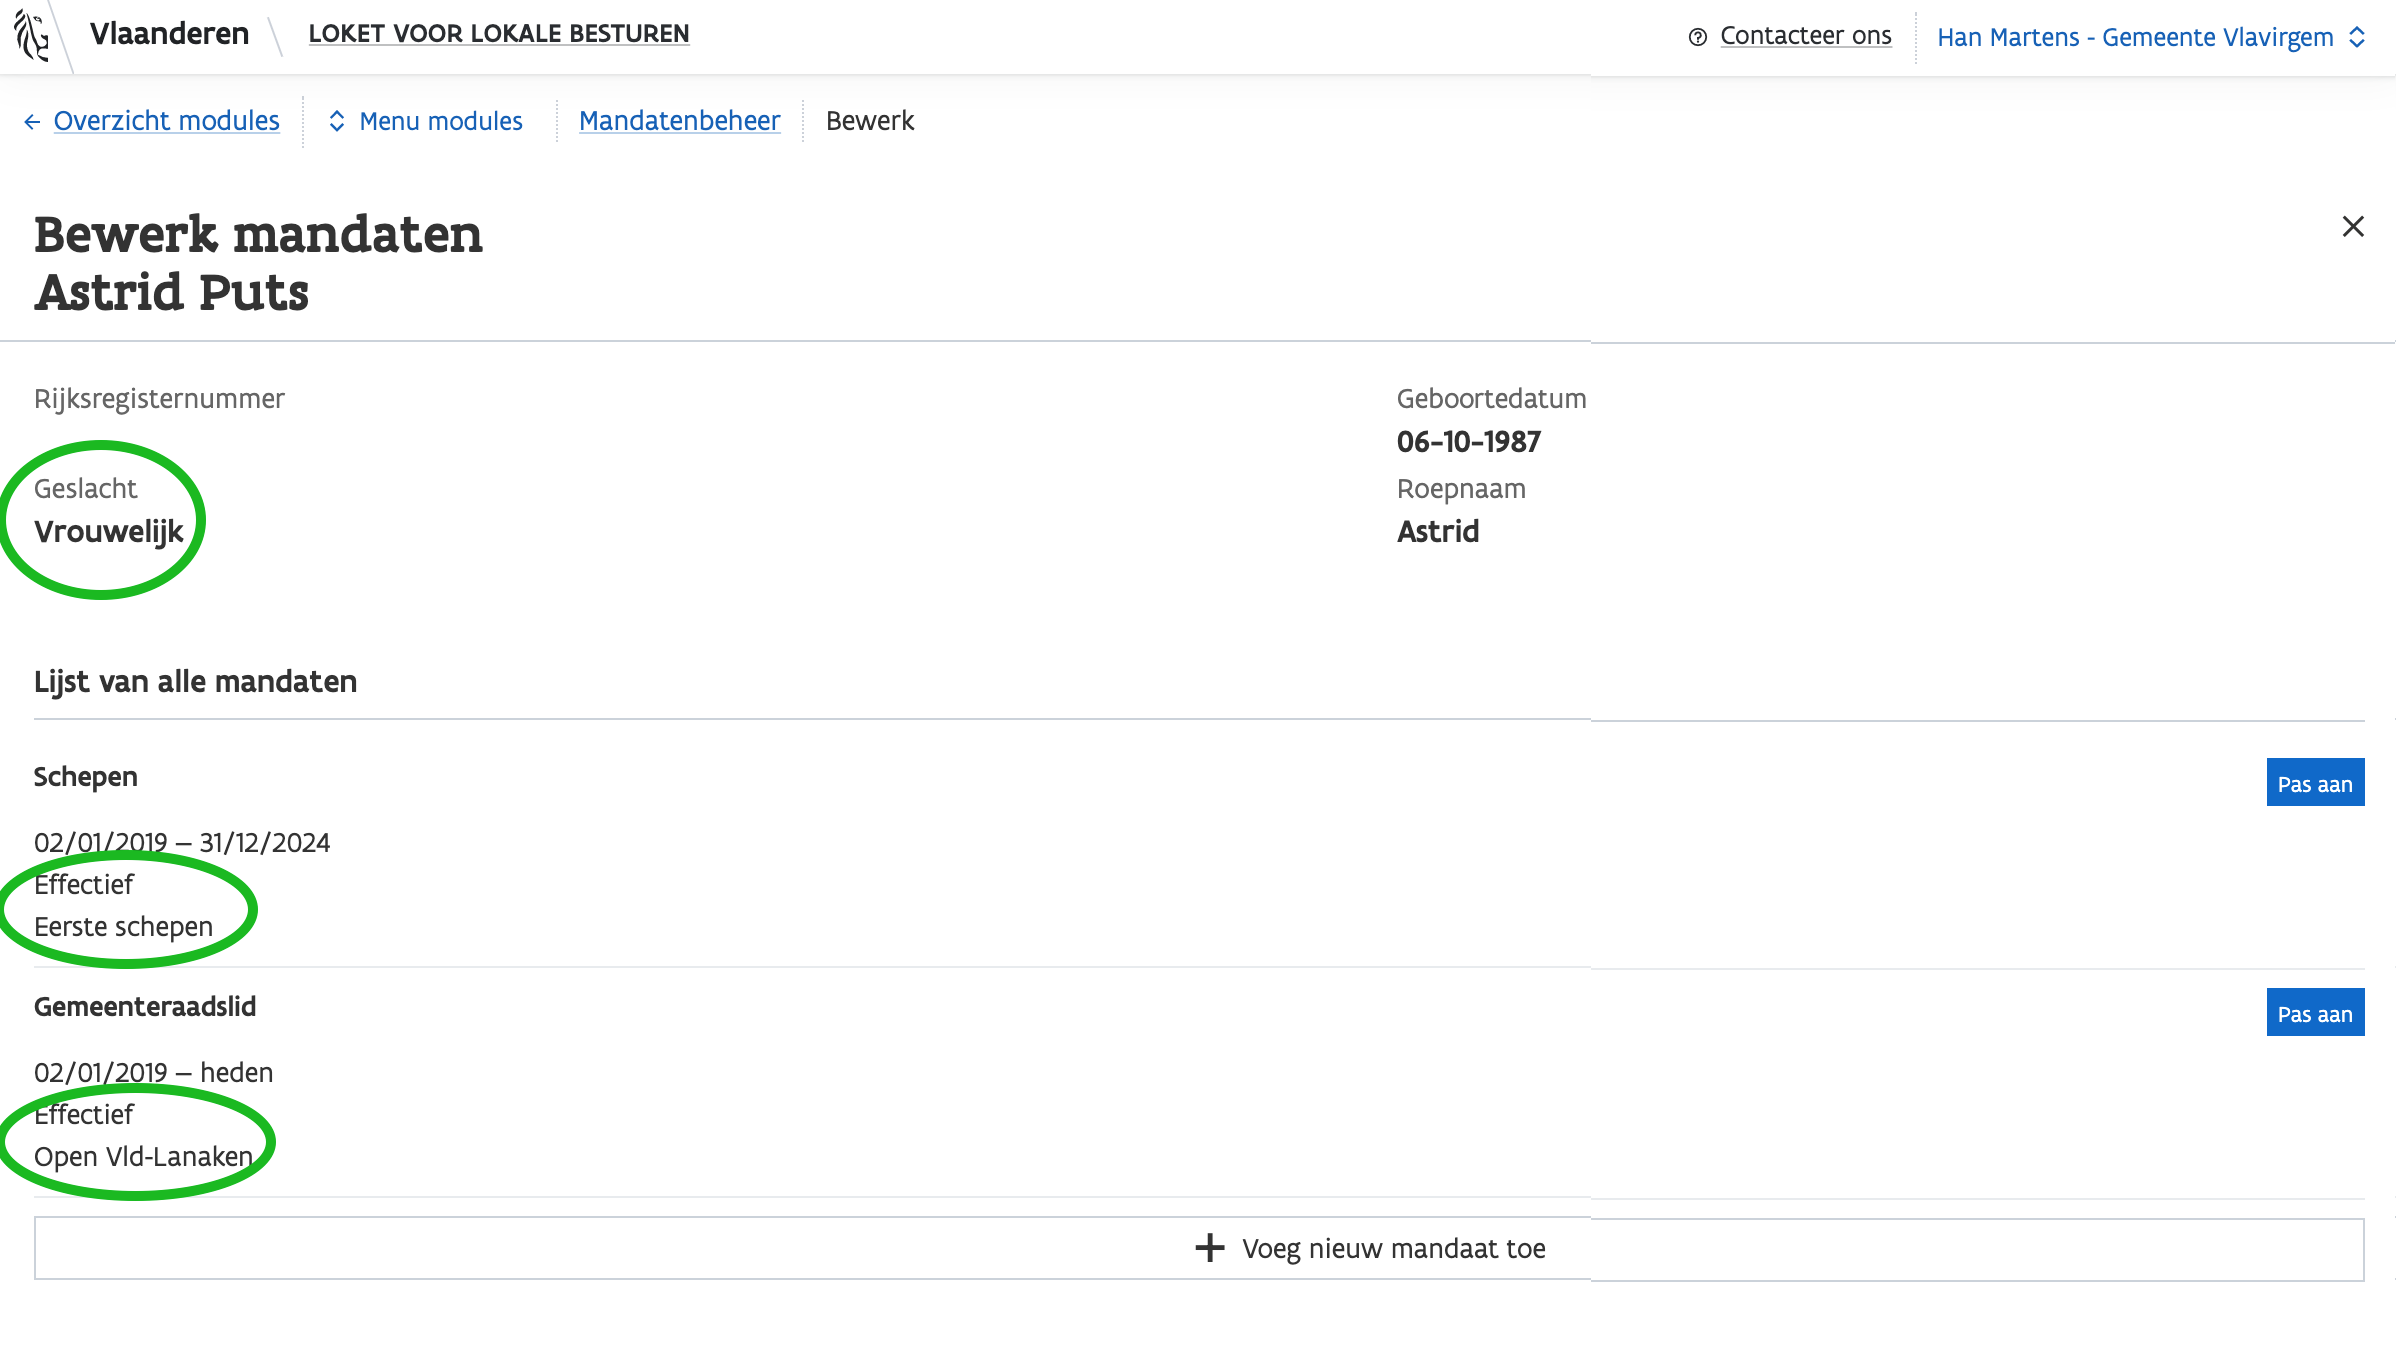 Vlaanderen
LOKET VOOR LOKALE BESTUREN
Contacteer ons
Han Martens - Gemeente Vlavirgem
Overzicht modules
Menu modules
Mandatenbeheer
Bewerk
Bewerk mandaten
Astrid Puts
Rijksregisternummer
Geboortedatum
06-10-1987
Geslacht
Vrouwelijk
Roepnaam
Astrid
Lijst van alle mandaten
Schepen
Pas aan
02/01/2019 – 31/12/2024
Effectief
Eerste schepen
Gemeenteraadslid
Pas aan
02/01/2019 – heden
Effectief
Open Vld-Lanaken
Voeg nieuw mandaat toe